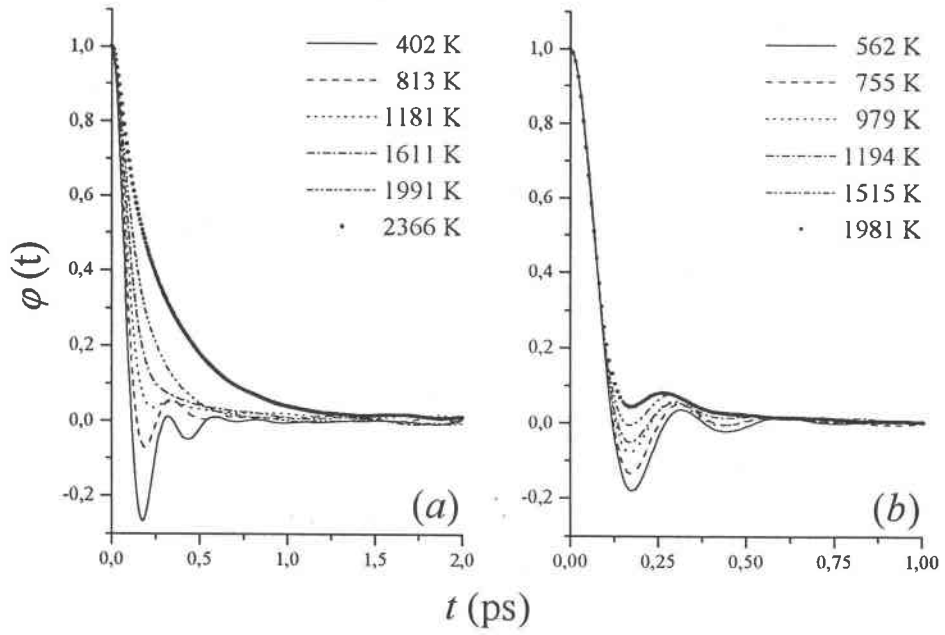 1,0
0,8
0,6
0,4
0,2
0,0
-0,2
402 K
813 K
1181 K
1611 K
1991 K
2366 K
(a)
0,0
0,5
1,0
1,5
2,0
φ (t)
1,0
0,8
0,6
0,4
0,2
0,0
-0,2
562 K
755 K
979 K
1194 K
1515 K
1981 K
(b)
0,00
0,25
0,50
0,75
1,00
t (ps)